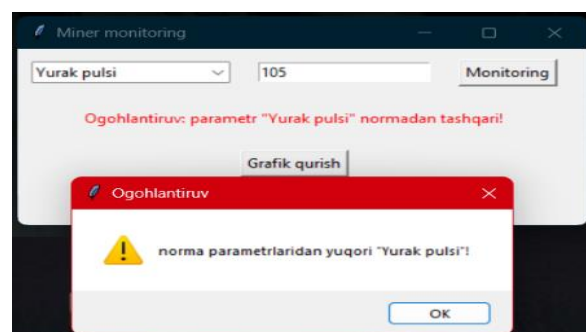 Miner monitoring
Yurak pulsi 105 Monitoring
Ogohlantiruv: parametr "Yurak pulsi" normadan tashqari!
Grafik qurish
Ogohlantiruv
norma parametrlaridan yuqori "Yurak pulsi"!
OK